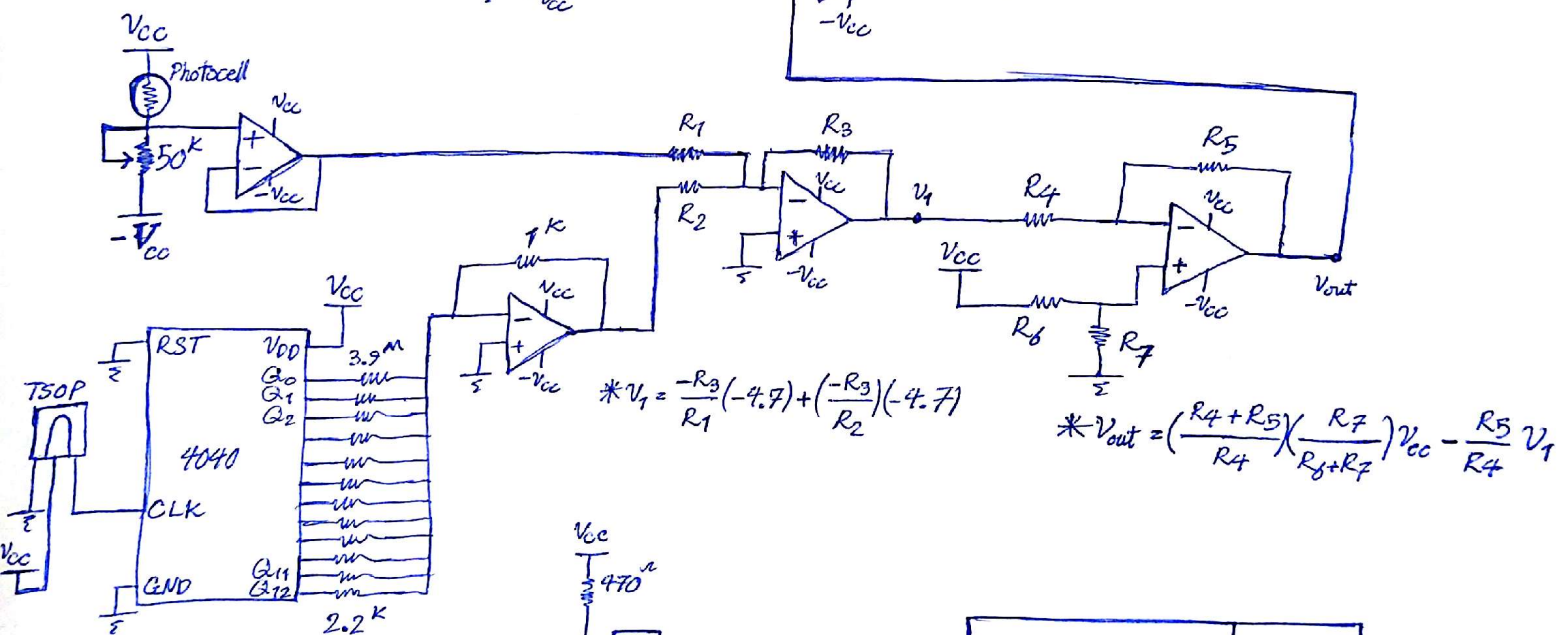 Vcc
-Vcc
Vcc
Photocell
Vcc
+
-
-Vcc
50K
-Vcc
R1
R2
R3
Vcc
-
+
-Vcc
V1
R4
R5
Vcc
-
+
-Vcc
Vout
Vcc
R6
R7
1K
Vcc
-
+
-Vcc
Vcc
RST
VDD
3.9M
Q0
Q1
Q2
TSOP
4040
CLK
Vcc
GND
Q11
Q12
2.2K
* V1 = -R3/R1 (-4.7) + (-R3/R2)(-4.7)
* Vout = (R4+R5/R4)(R7/R6+R7) Vcc - R5/R4 V1
Vcc
470Ω